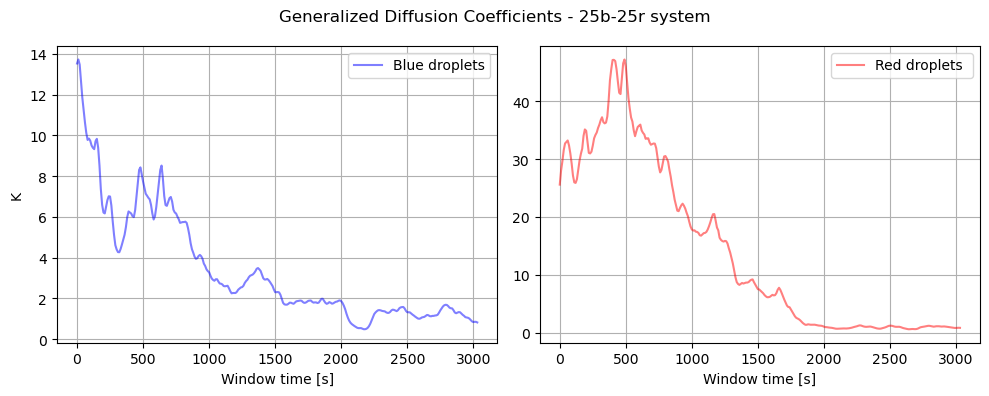 Generalized Diffusion Coefficients - 25b-25r system
Blue droplets
14
12
10
8
6
4
2
0
K
0 500 1000 1500 2000 2500 3000
Window time [s]
Red droplets
40
30
20
10
0
0 500 1000 1500 2000 2500 3000
Window time [s]